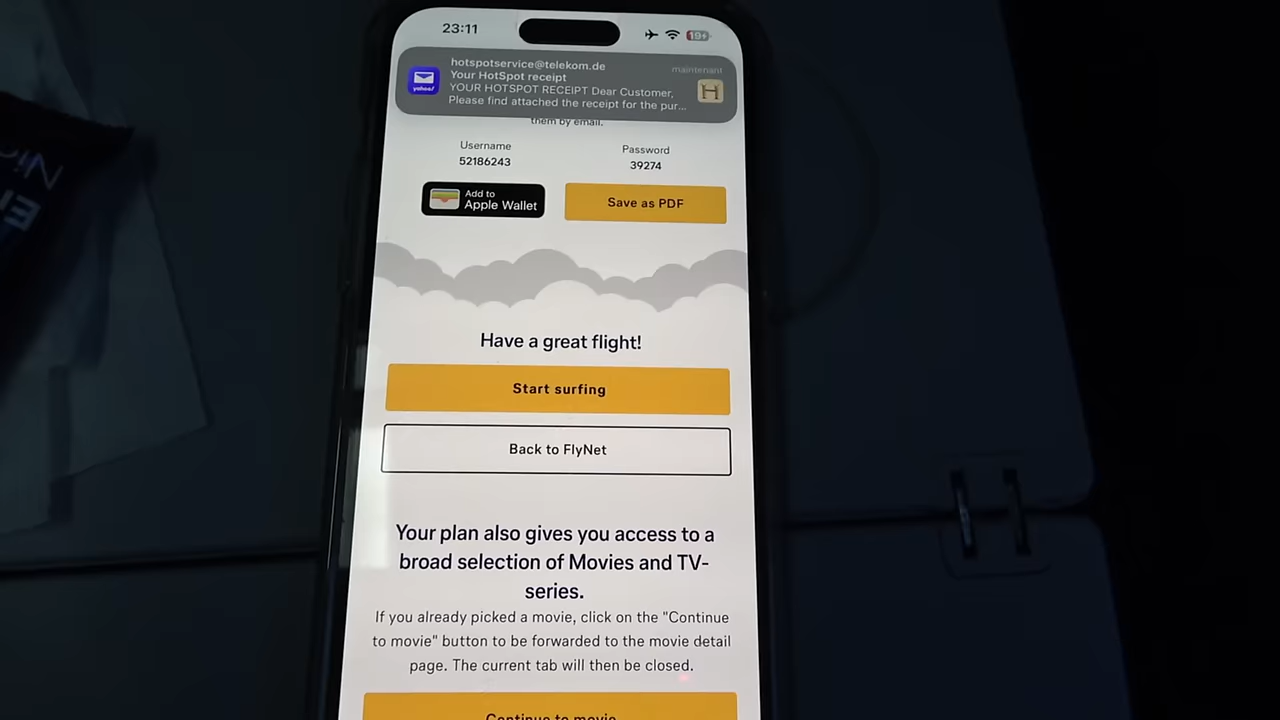 23:11
19
hotspotservice@telekom.de
maintenant
Your HotSpot receipt
YOUR HOTSPOT RECEIPT Dear Customer,
Please find attached the receipt for the pur...
yahoo!
H
them by email.
Username
Password
52186243
39274
Add to
Apple Wallet
Save as PDF
Have a great flight!
Start surfing
Back to FlyNet
Your plan also gives you access to a
broad selection of Movies and TV-
series.
If you already picked a movie, click on the "Continue
to movie" button to be forwarded to the movie detail
page. The current tab will then be closed.
Continue to movie